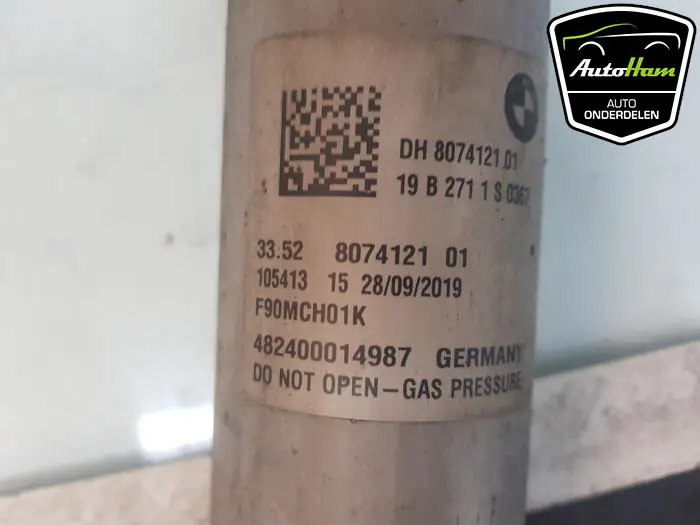 AutoHam
AUTO
ONDERDELEN
DH 8074121 01
19 B 271 1 S 0367
33.52 8074121 01
105413 15 28/09/2019
F90MCH01K
482400014987 GERMANY
DO NOT OPEN-GAS PRESSURE